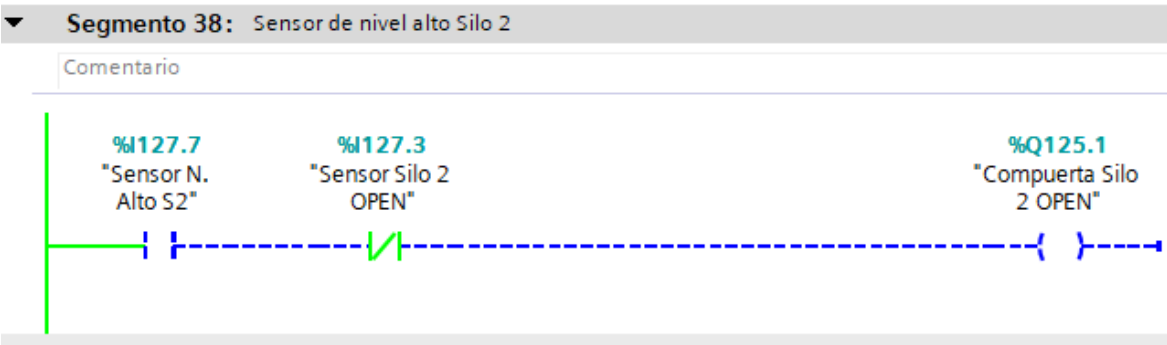 Segmento 38: Sensor de nivel alto Silo 2
Comentario
%I127.7 %I127.3 %Q125.1
"Sensor N. "Sensor Silo 2 "Compuerta Silo
Alto S2" OPEN" 2 OPEN"